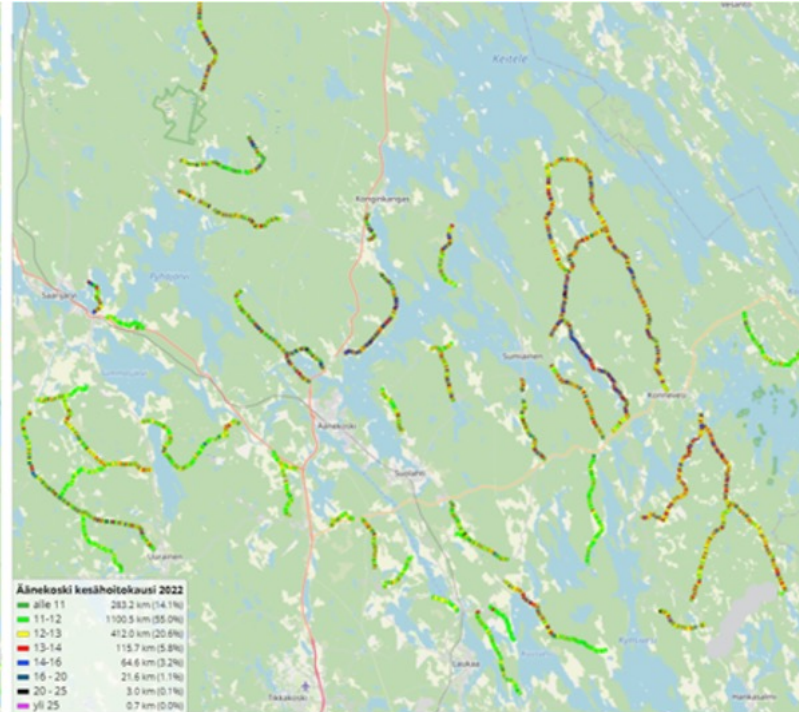 Keitele
Konginkangas
Pyhäjärvi
Saarijärvi
Sumiainen
Konnevesi
Äänekoski
Suolahti
Uurainen
Äänekoski kesähoitokausi 2022
alle 11 283.2 km (14.1%)
11-12 1100.5 km (55.0%)
12-13 412.0 km (20.6%)
13-14 115.7 km (5.8%)
14-16 64.6 km (3.2%)
16 - 20 21.6 km (1.1%)
20 - 25 3.0 km (0.1%)
yli 25 0.7 km (0.0%)
Laukaa
Tikkakoski
Hankasalmi